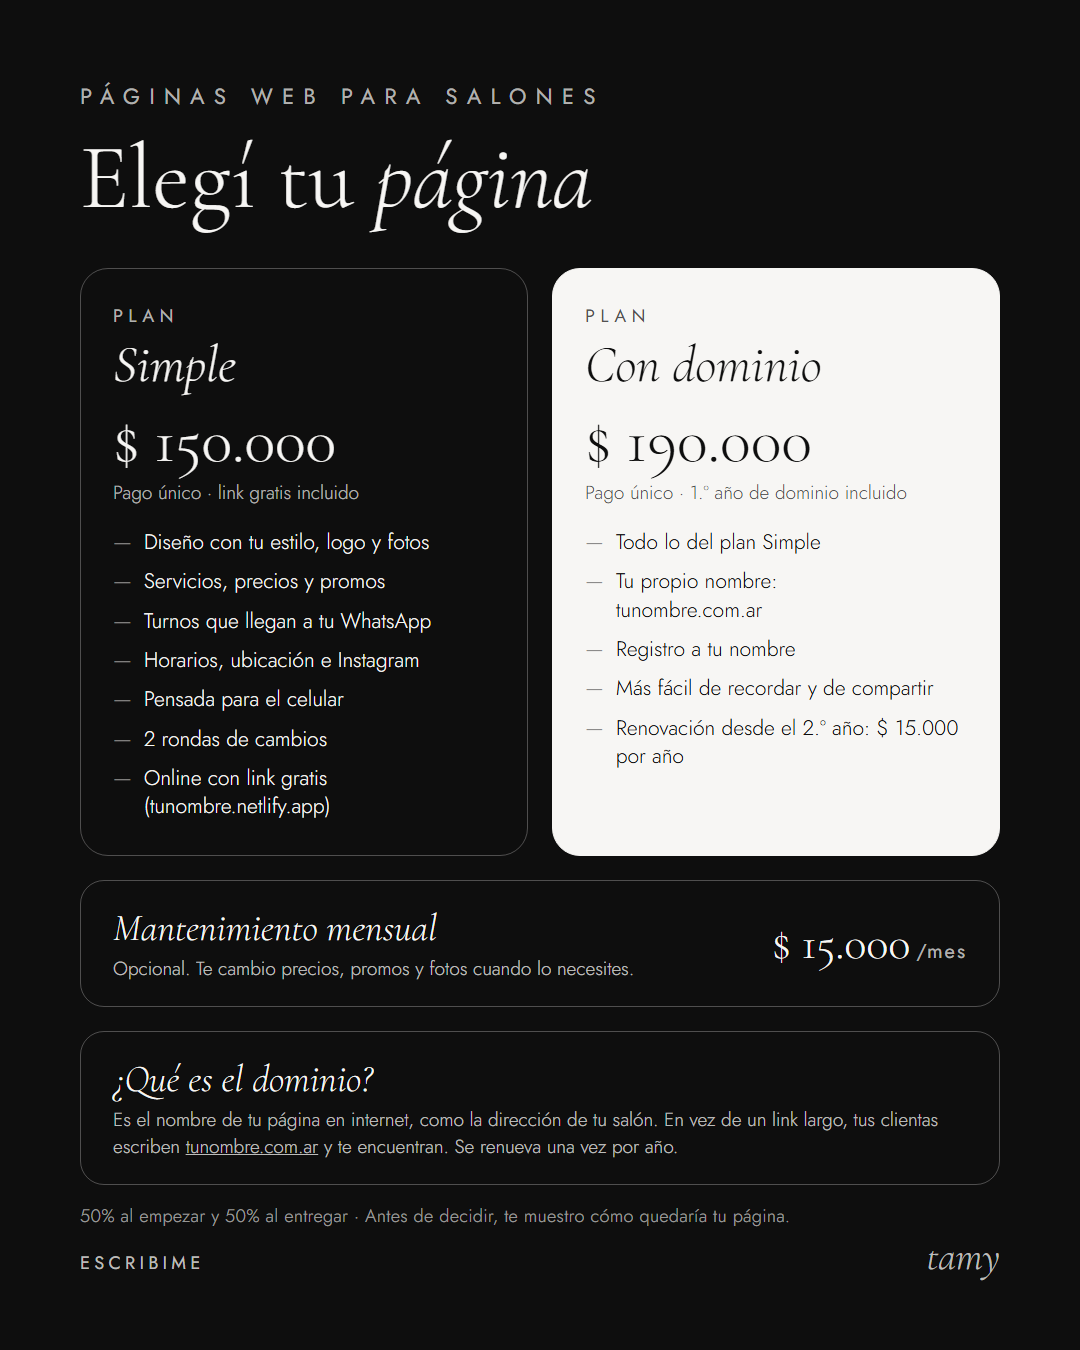 PÁGINAS WEB PARA SALONES
Elegí tu página
PLAN
Simple
$ 150.000
Pago único · link gratis incluido
— Diseño con tu estilo, logo y fotos
— Servicios, precios y promos
— Turnos que llegan a tu WhatsApp
— Horarios, ubicación e Instagram
— Pensada para el celular
— 2 rondas de cambios
— Online con link gratis
(tunombre.netlify.app)
PLAN
Con dominio
$ 190.000
Pago único · 1.º año de dominio incluido
— Todo lo del plan Simple
— Tu propio nombre:
tunombre.com.ar
— Registro a tu nombre
— Más fácil de recordar y de compartir
— Renovación desde el 2.º año: $ 15.000
por año
Mantenimiento mensual
Opcional. Te cambio precios, promos y fotos cuando lo necesites.
$ 15.000 /mes
¿Qué es el dominio?
Es el nombre de tu página en internet, como la dirección de tu salón. En vez de un link largo, tus clientas
escriben tunombre.com.ar y te encuentran. Se renueva una vez por año.
50% al empezar y 50% al entregar · Antes de decidir, te muestro cómo quedaría tu página.
ESCRIBIME
tamy